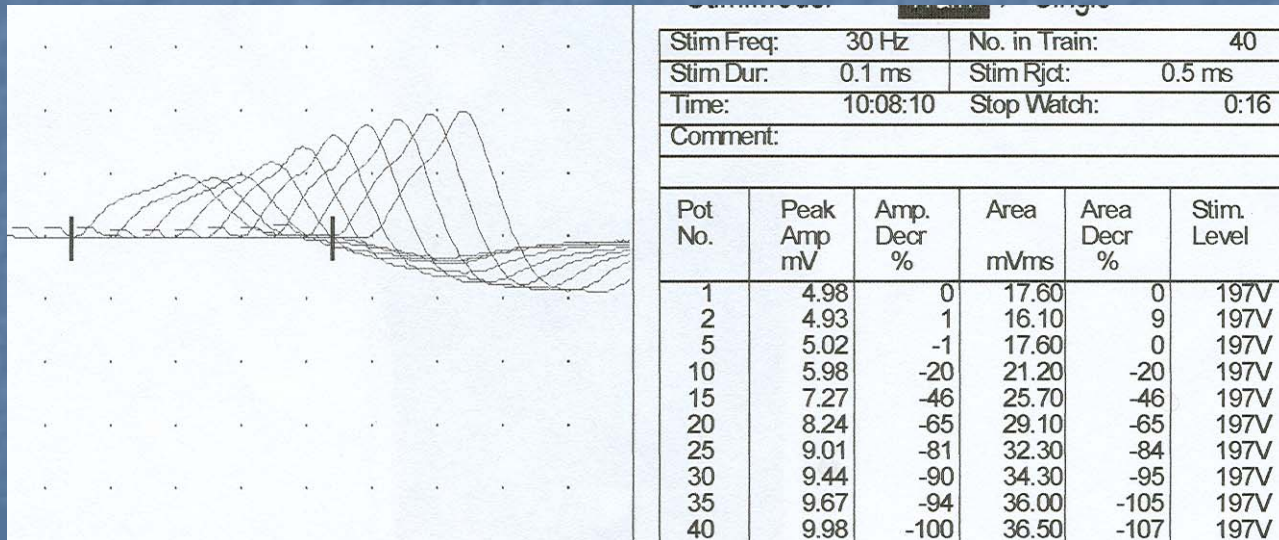 Stim Freq: 30 Hz No. in Train: 40
Stim Dur: 0.1 ms Stim Rjct: 0.5 ms
Time: 10:08:10 Stop Watch: 0:16
Comment:
Pot No. Peak Amp mV Amp. Decr % Area mVms Area Decr % Stim. Level
1 4.98 0 17.60 0 197V
2 4.93 1 16.10 9 197V
5 5.02 -1 17.60 0 197V
10 5.98 -20 21.20 -20 197V
15 7.27 -46 25.70 -46 197V
20 8.24 -65 29.10 -65 197V
25 9.01 -81 32.30 -84 197V
30 9.44 -90 34.30 -95 197V
35 9.67 -94 36.00 -105 197V
40 9.98 -100 36.50 -107 197V